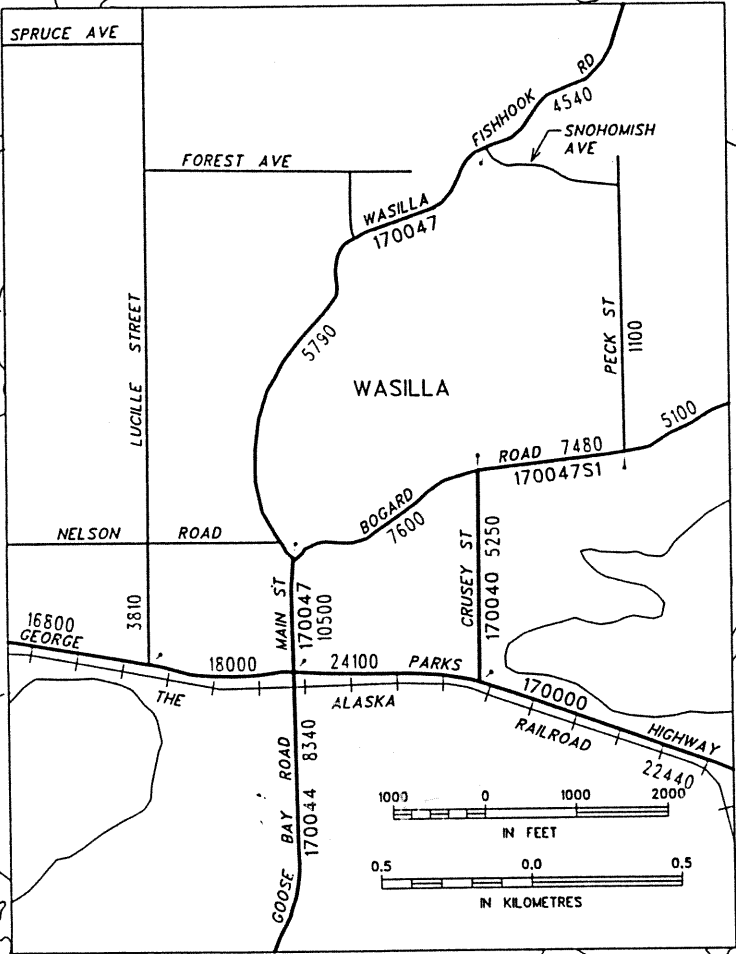 SPRUCE AVE
FISHHOOK RD
4540
SNOHOMISH
AVE
FOREST AVE
WASILLA
170047
LUCILLE STREET
5790
PECK ST
1100
WASILLA
5100
ROAD 7480
170047S1
BOGARD
7600
NELSON ROAD
CRUSEY ST
170040 5250
MAIN ST
170047
10500
3810
16800
GEORGE
18000
24100
PARKS
THE
ALASKA
170000
RAILROAD
HIGHWAY
22440
GOOSE BAY ROAD
170044 8340
1000 0 1000 2000
IN FEET
0.5 0.0 0.5
IN KILOMETRES